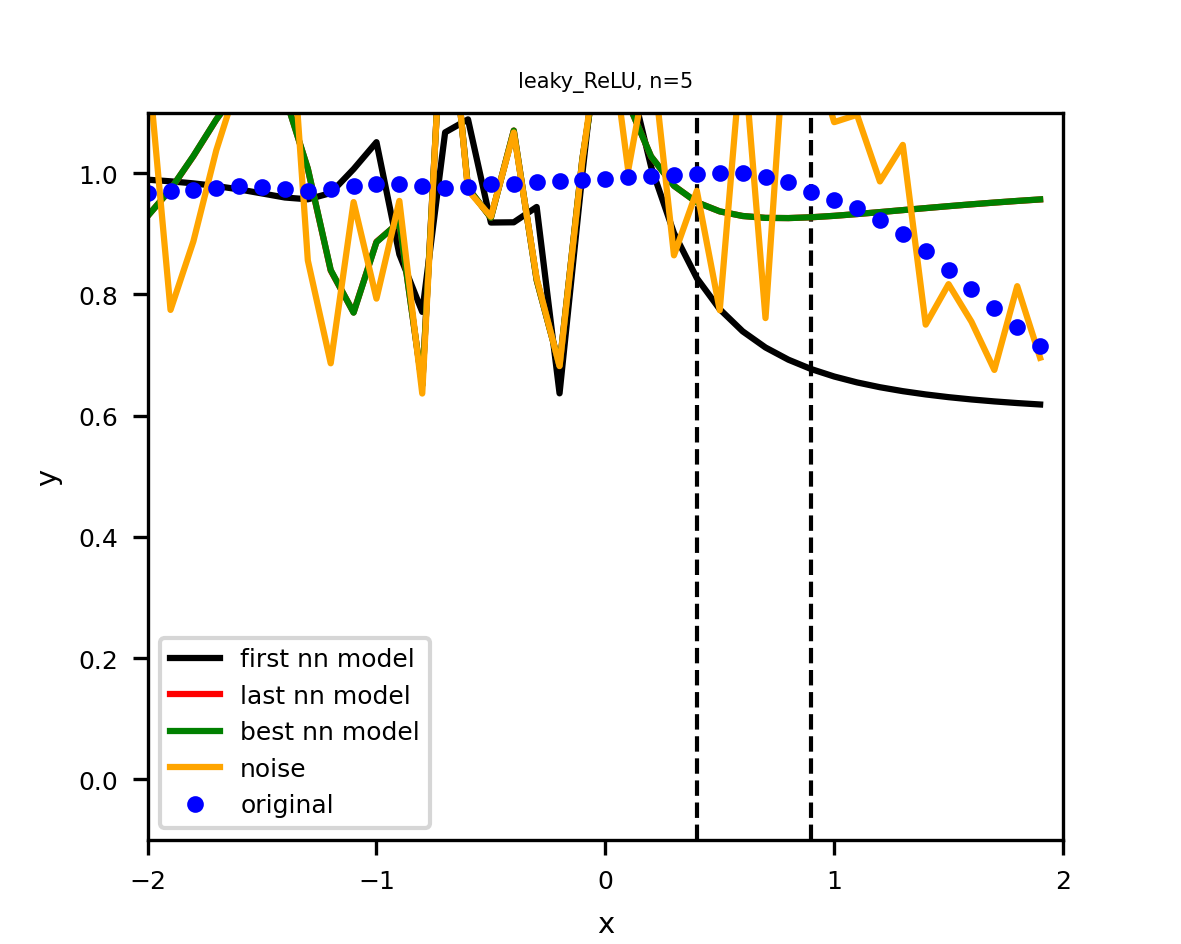 leaky_ReLU, n=5
1.0
0.8
0.6
0.4
0.2
0.0
y
first nn model
last nn model
best nn model
noise
original
−2
−1
0
1
2
x